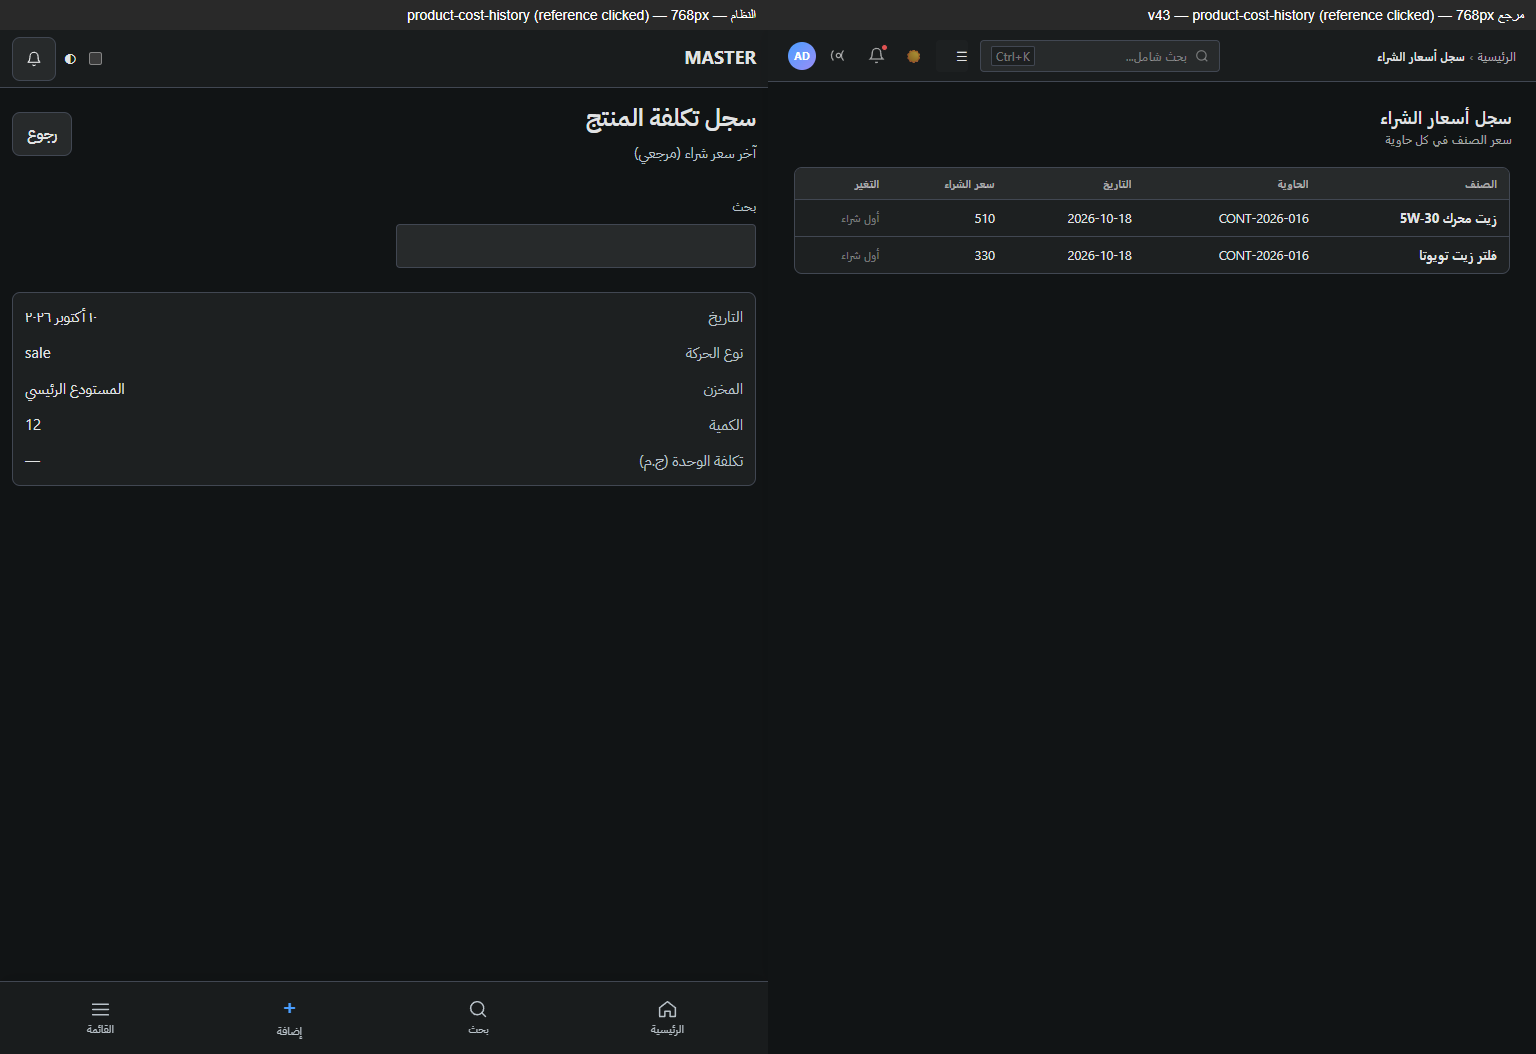 مرجع v43 — product-cost-history (reference clicked) — 768px
الرئيسية › سجل أسعار الشراء
بحث شامل... Ctrl+K
AD
سجل أسعار الشراء
سعر الصنف في كل حاوية
الصنف الحاوية التاريخ سعر الشراء التغير
زيت محرك 5W-30 CONT-2026-016 2026-10-18 510 أول شراء
فلتر زيت تويوتا CONT-2026-016 2026-10-18 330 أول شراء
النظام — product-cost-history (reference clicked) — 768px
MASTER
سجل تكلفة المنتج
رجوع
آخر سعر شراء (مرجعي)
بحث
التاريخ ١٠ أكتوبر ٢٠٢٦
نوع الحركة sale
المخزن المستودع الرئيسي
الكمية 12
تكلفة الوحدة (ج.م) —
الرئيسية بحث إضافة القائمة